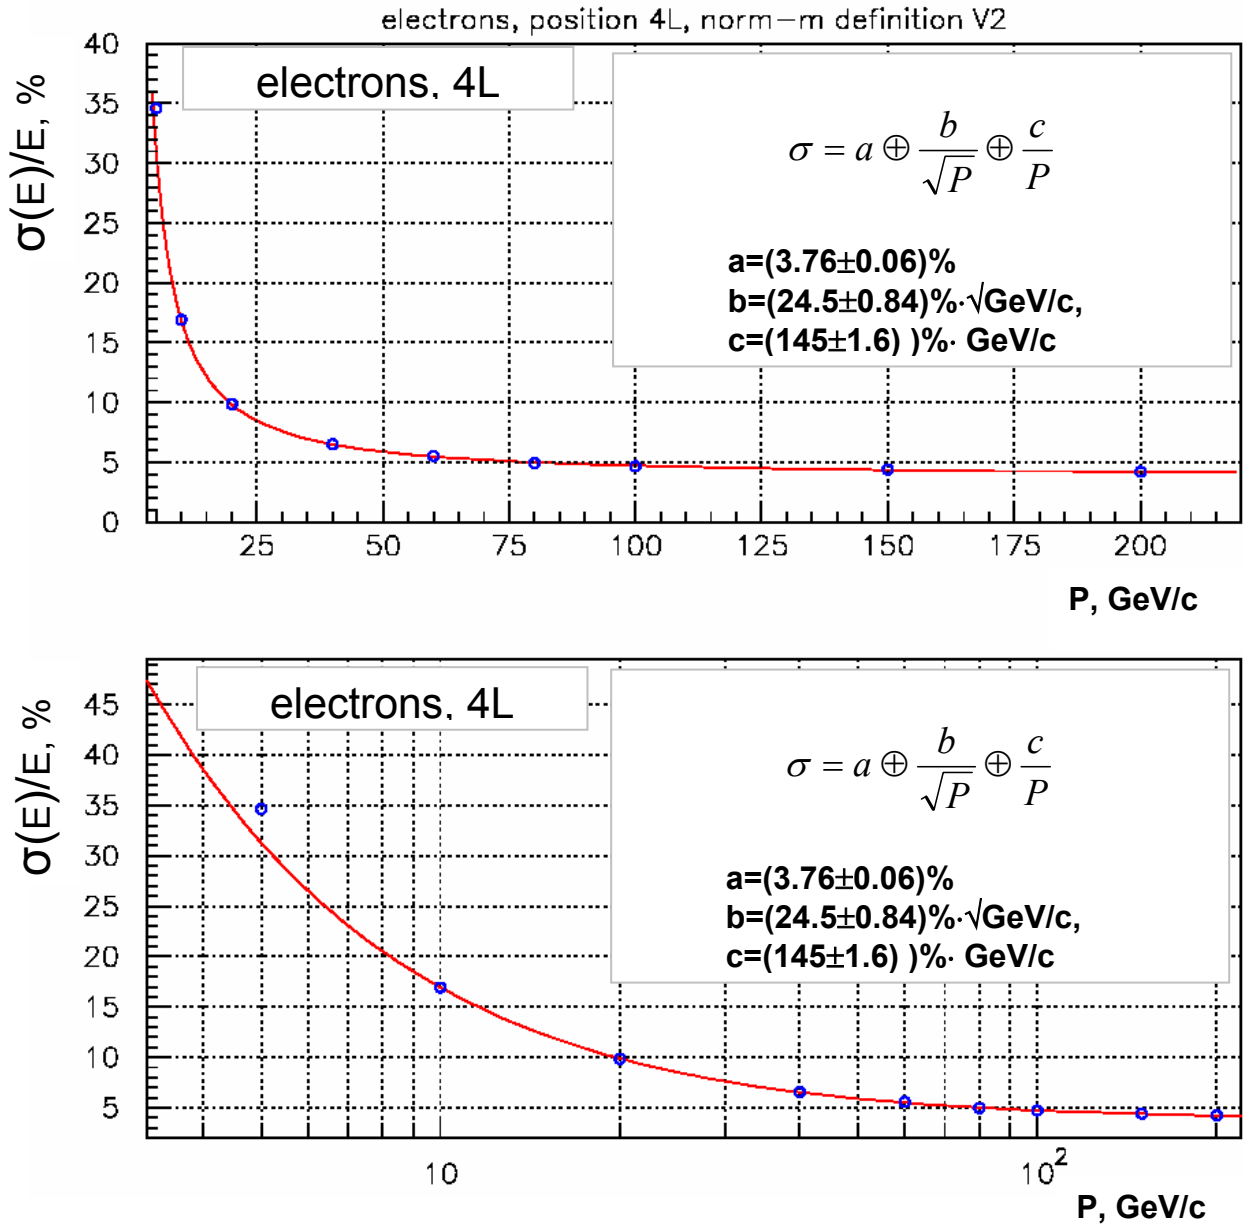 electrons, position 4L, norm−m definition V2
electrons, 4L
σ(E)/E, %
40
35
30
25
20
15
10
5
0
σ = a ⊕ b/√P ⊕ c/P
a=(3.76±0.06)%
b=(24.5±0.84)%·√GeV/c,
c=(145±1.6) )%· GeV/c
25 50 75 100 125 150 175 200
P, GeV/c
electrons, 4L
σ(E)/E, %
45
40
35
30
25
20
15
10
5
σ = a ⊕ b/√P ⊕ c/P
a=(3.76±0.06)%
b=(24.5±0.84)%·√GeV/c,
c=(145±1.6) )%· GeV/c
10 10²
P, GeV/c